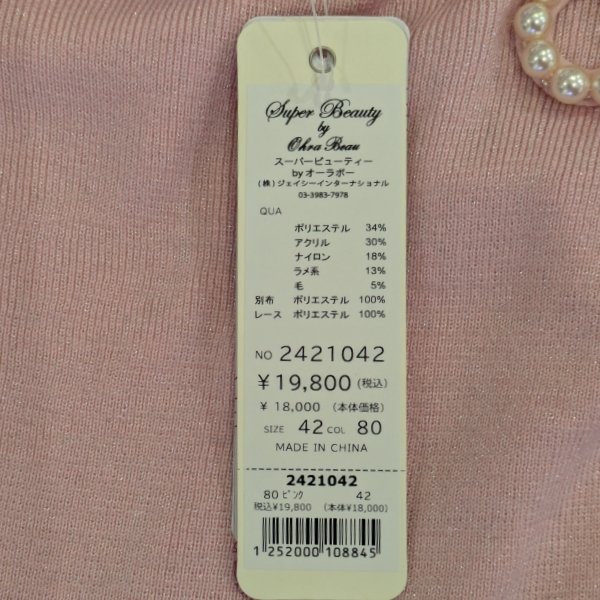 Super Beauty
by
Ohra Beau
スーパービューティー
byオーラボー
(株)ジェイシーインターナショナル
03-3983-7978
QUA
ポリエステル 34%
アクリル 30%
ナイロン 18%
ラメ系 13%
毛 5%
別布 ポリエステル 100%
レース ポリエステル 100%
NO 2421042
¥19,800(税込)
¥ 18,000 (本体価格)
SIZE 42 COL 80
MADE IN CHINA
2421042
80 ピンク 42
税込¥19,800 (本体¥18,000)
1 252000 108845